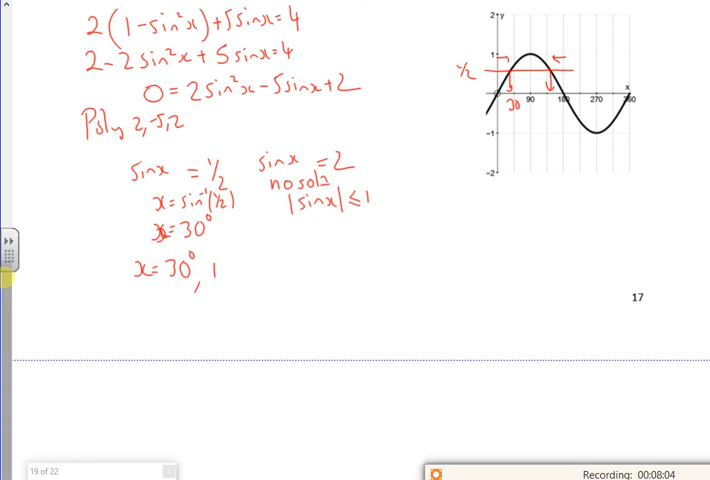 2(1-sin²x)+5sinx=4
2-2sin²x+5sinx=4
0=2sin²x-5sinx+2
Poly 2,-5,2
sinx = 1/2
sinx = 2
x=sin⁻¹(1/2)
no soln
|sinx|≤1
x=30°
x=30°, 1
2 y
1
1/2
x
30
90
180
270
360
-1
-2
17
19 of 22
Recording: 00:08:04